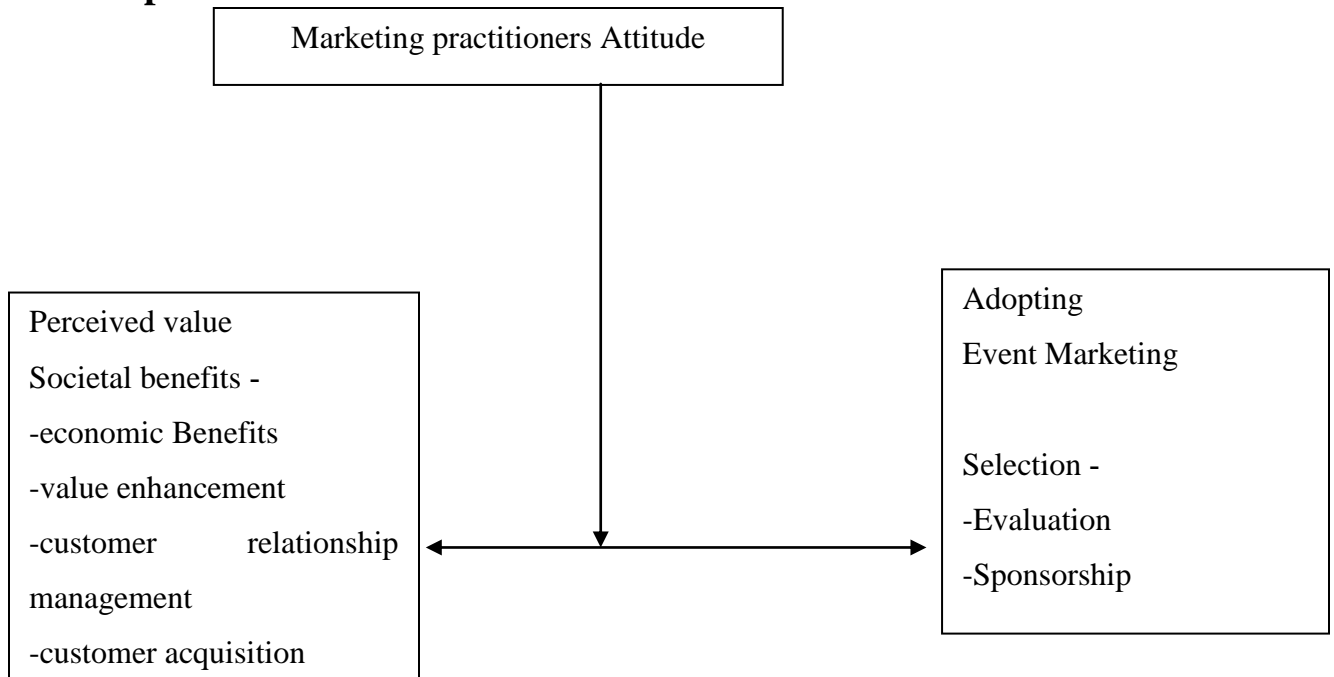 Marketing practitioners Attitude
Perceived value
Societal benefits -
-economic Benefits
-value enhancement
-customer relationship
management
-customer acquisition
Adopting
Event Marketing
Selection -
-Evaluation
-Sponsorship